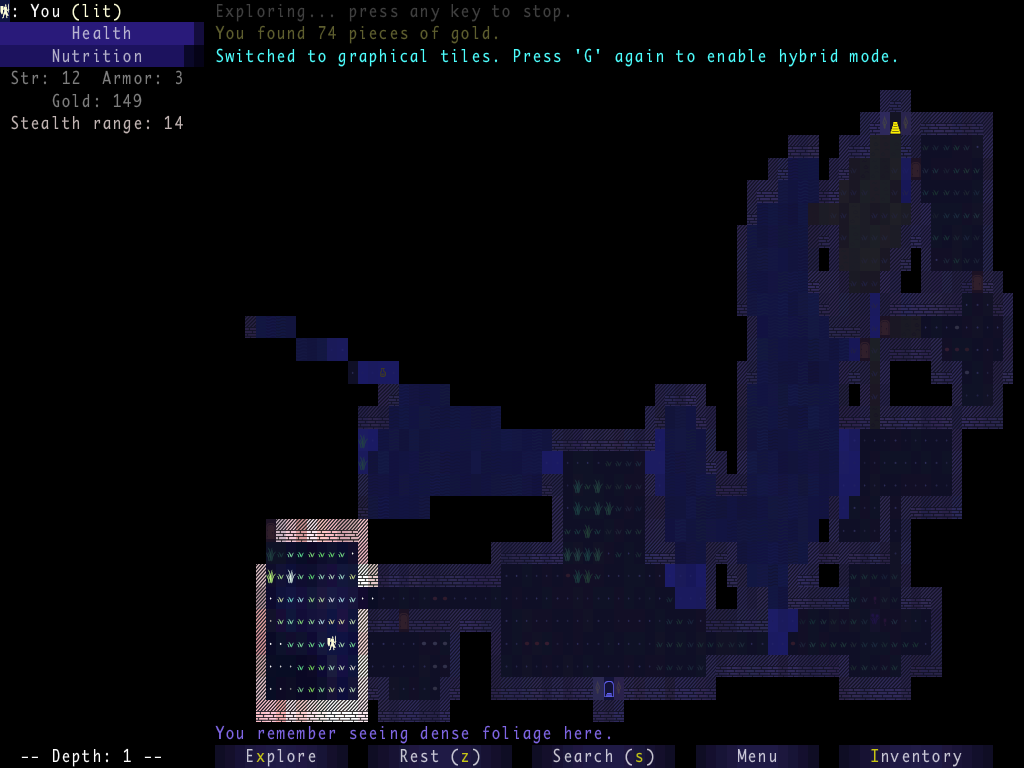 : You (lit)
Exploring... press any key to stop.
Health
You found 74 pieces of gold.
Nutrition
Switched to graphical tiles. Press 'G' again to enable hybrid mode.
Str: 12 Armor: 3
Gold: 149
Stealth range: 14
You remember seeing dense foliage here.
-- Depth: 1 --
Explore
Rest (z)
Search (s)
Menu
Inventory